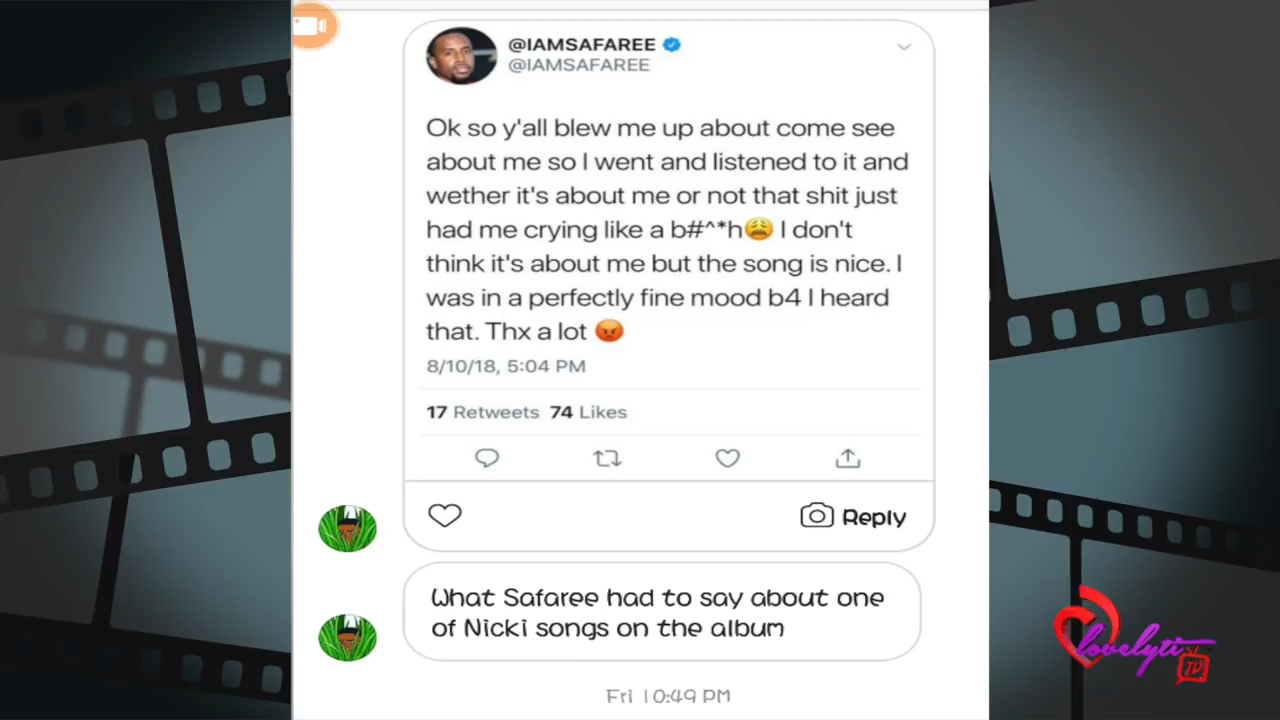 @IAMSAFAREE
@IAMSAFAREE
Ok so y'all blew me up about come see
about me so I went and listened to it and
wether it's about me or not that shit just
had me crying like a b#^*h😩 I don't
think it's about me but the song is nice. I
was in a perfectly fine mood b4 I heard
that. Thx a lot 😡
8/10/18, 5:04 PM
17 Retweets 74 Likes
Reply
What Safaree had to say about one
of Nicki songs on the album
Fri 10:49 PM
lovelyti
TV